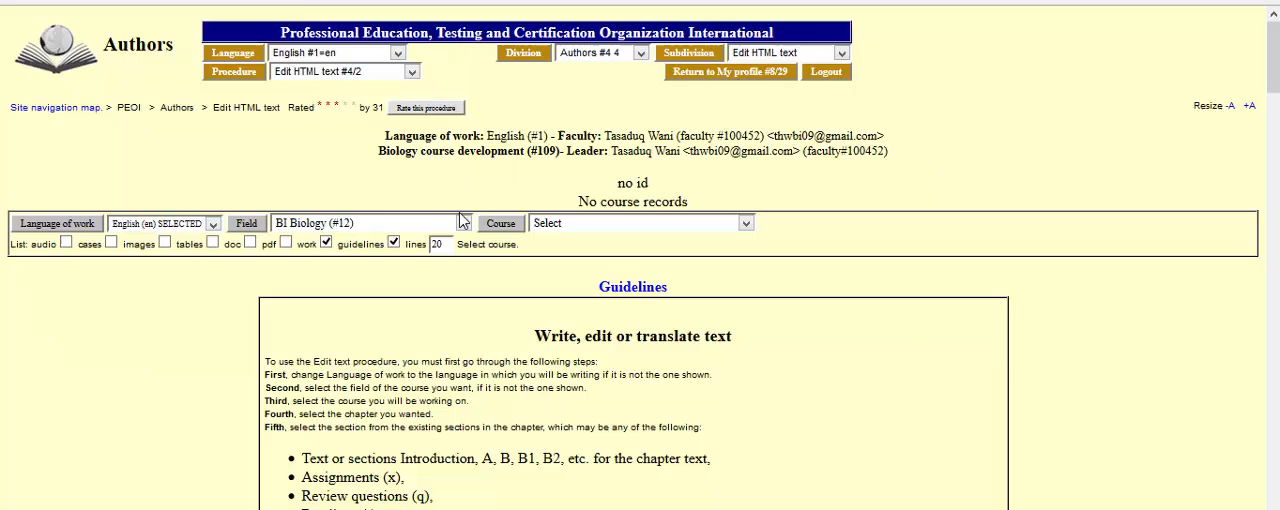 Authors
Professional Education, Testing and Certification Organization International
Language English #1=en Division Authors #4 4 Subdivision Edit HTML text
Procedure Edit HTML text #4/2 Return to My profile #8/29 Logout
Site navigation map. > PEOI > Authors > Edit HTML text Rated * * * * * by 31 Rate this procedure Resize -A +A
Language of work: English (#1) - Faculty: Tasaduq Wani (faculty #100452) <thwbi09@gmail.com>
Biology course development (#109)- Leader: Tasaduq Wani <thwbi09@gmail.com> (faculty#100452)
no id
No course records
Language of work English (en) SELECTED Field BI Biology (#12) Course Select
List: audio cases images tables doc pdf work guidelines lines 20 Select course.
Guidelines
Write, edit or translate text
To use the Edit text procedure, you must first go through the following steps:
First, change Language of work to the language in which you will be writing if it is not the one shown.
Second, select the field of the course you want, if it is not the one shown.
Third, select the course you will be working on.
Fourth, select the chapter you wanted.
Fifth, select the section from the existing sections in the chapter, which may be any of the following:
• Text or sections Introduction, A, B, B1, B2, etc. for the chapter text,
• Assignments (x),
• Review questions (q),